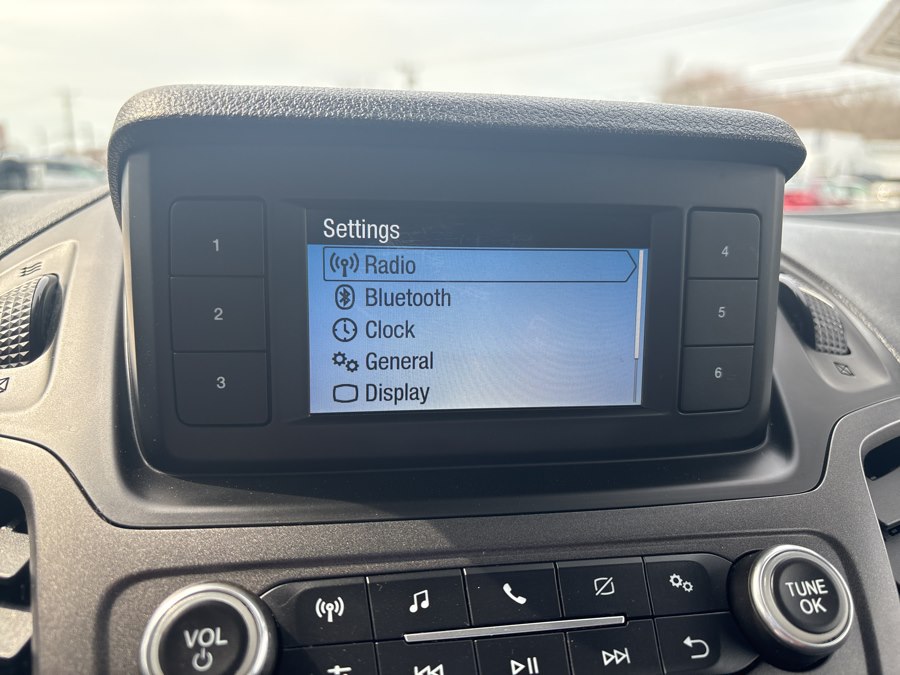 Settings
Radio
Bluetooth
Clock
General
Display
1
2
3
4
5
6
VOL
TUNE
OK